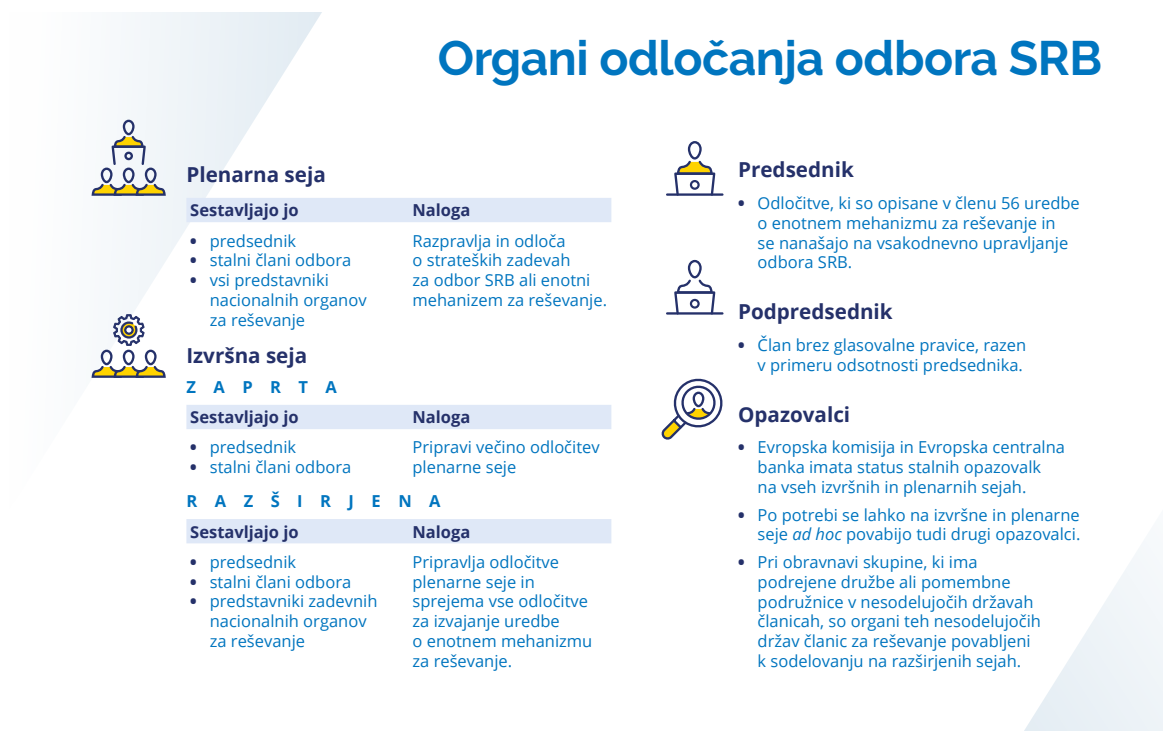 Organi odločanja odbora SRB
Plenarna seja
Sestavljajo jo
Naloga
• predsednik
• stalni člani odbora
• vsi predstavniki
nacionalnih organov
za reševanje
Razpravlja in odloča
o strateških zadevah
za odbor SRB ali enotni
mehanizem za reševanje.
Izvršna seja
ZAPRTA
Sestavljajo jo
Naloga
• predsednik
• stalni člani odbora
Pripravi večino odločitev
plenarne seje
RAZŠIRJENA
Sestavljajo jo
Naloga
• predsednik
• stalni člani odbora
• predstavniki zadevnih
nacionalnih organov
za reševanje
Pripravlja odločitve
plenarne seje in
sprejema vse odločitve
za izvajanje uredbe
o enotnem mehanizmu
za reševanje.
Predsednik
• Odločitve, ki so opisane v členu 56 uredbe
o enotnem mehanizmu za reševanje in
se nanašajo na vsakodnevno upravljanje
odbora SRB.
Podpredsednik
• Član brez glasovalne pravice, razen
v primeru odsotnosti predsednika.
Opazovalci
• Evropska komisija in Evropska centralna
banka imata status stalnih opazovalk
na vseh izvršnih in plenarnih sejah.
• Po potrebi se lahko na izvršne in plenarne
seje ad hoc povabijo tudi drugi opazovalci.
• Pri obravnavi skupine, ki ima
podrejene družbe ali pomembne
podružnice v nesodelujočih državah
članicah, so organi teh nesodelujočih
držav članic za reševanje povabljeni
k sodelovanju na razširjenih sejah.